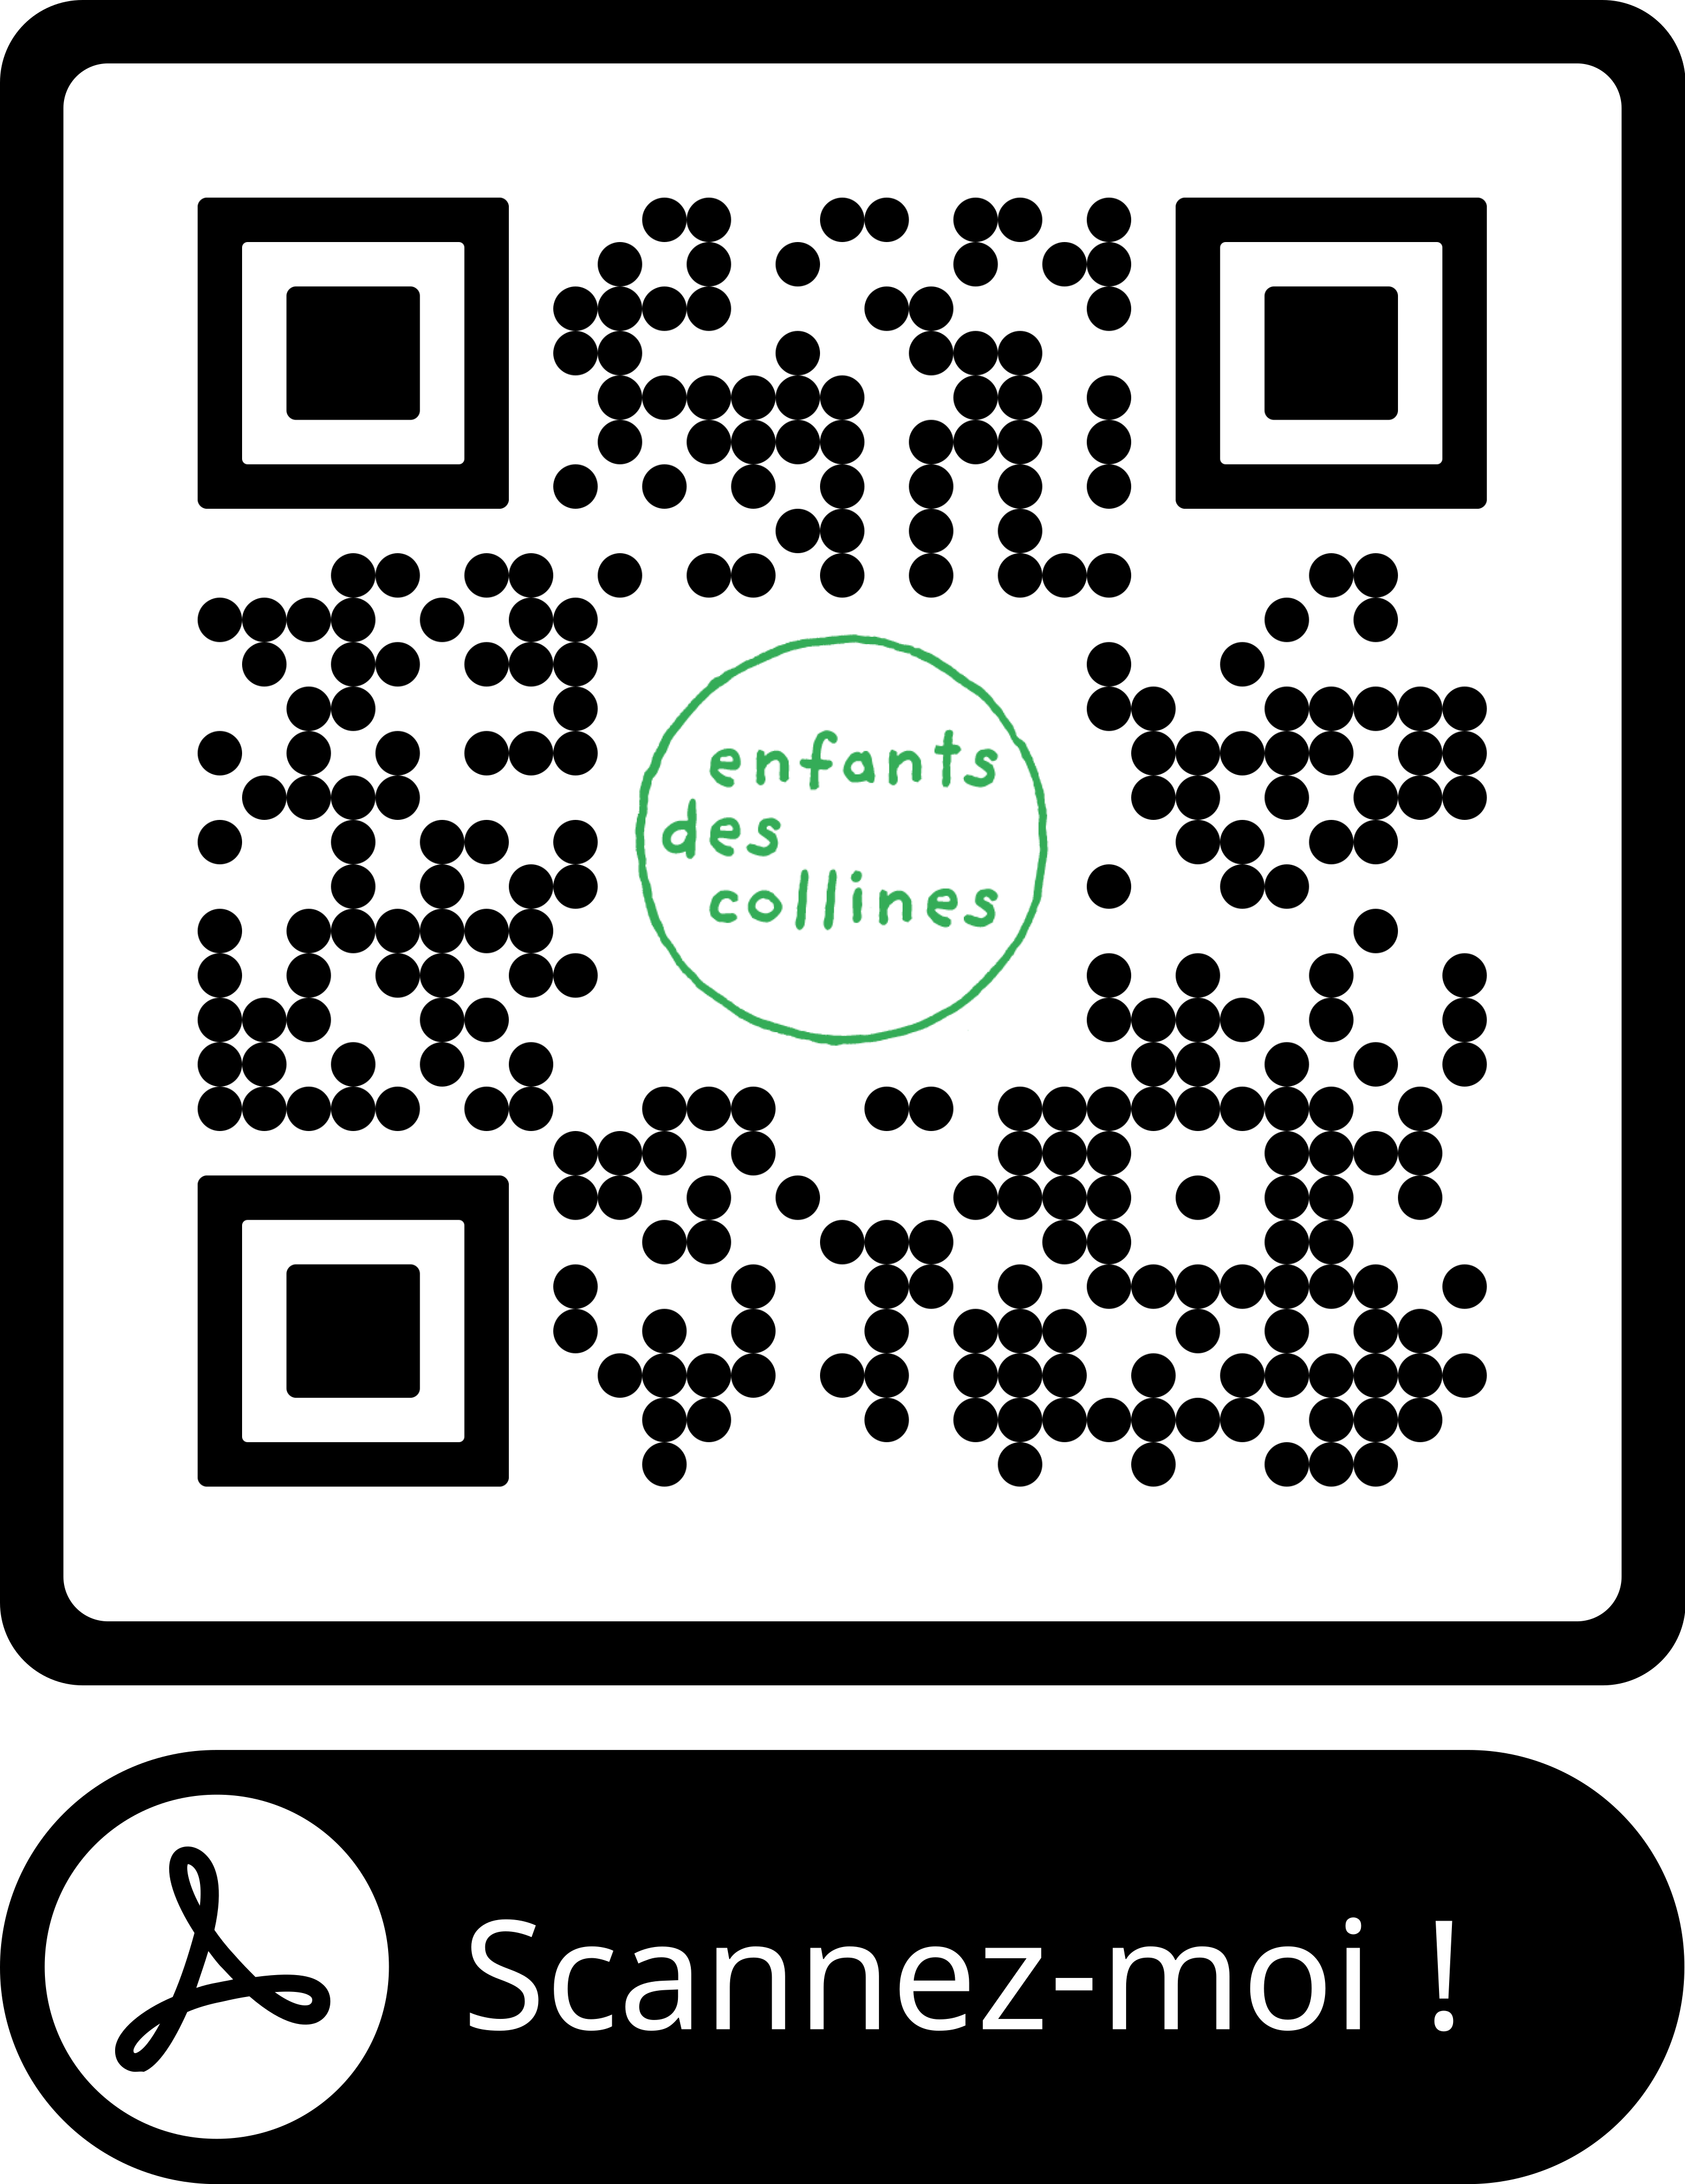 enfants
des
collines
Scannez-moi !